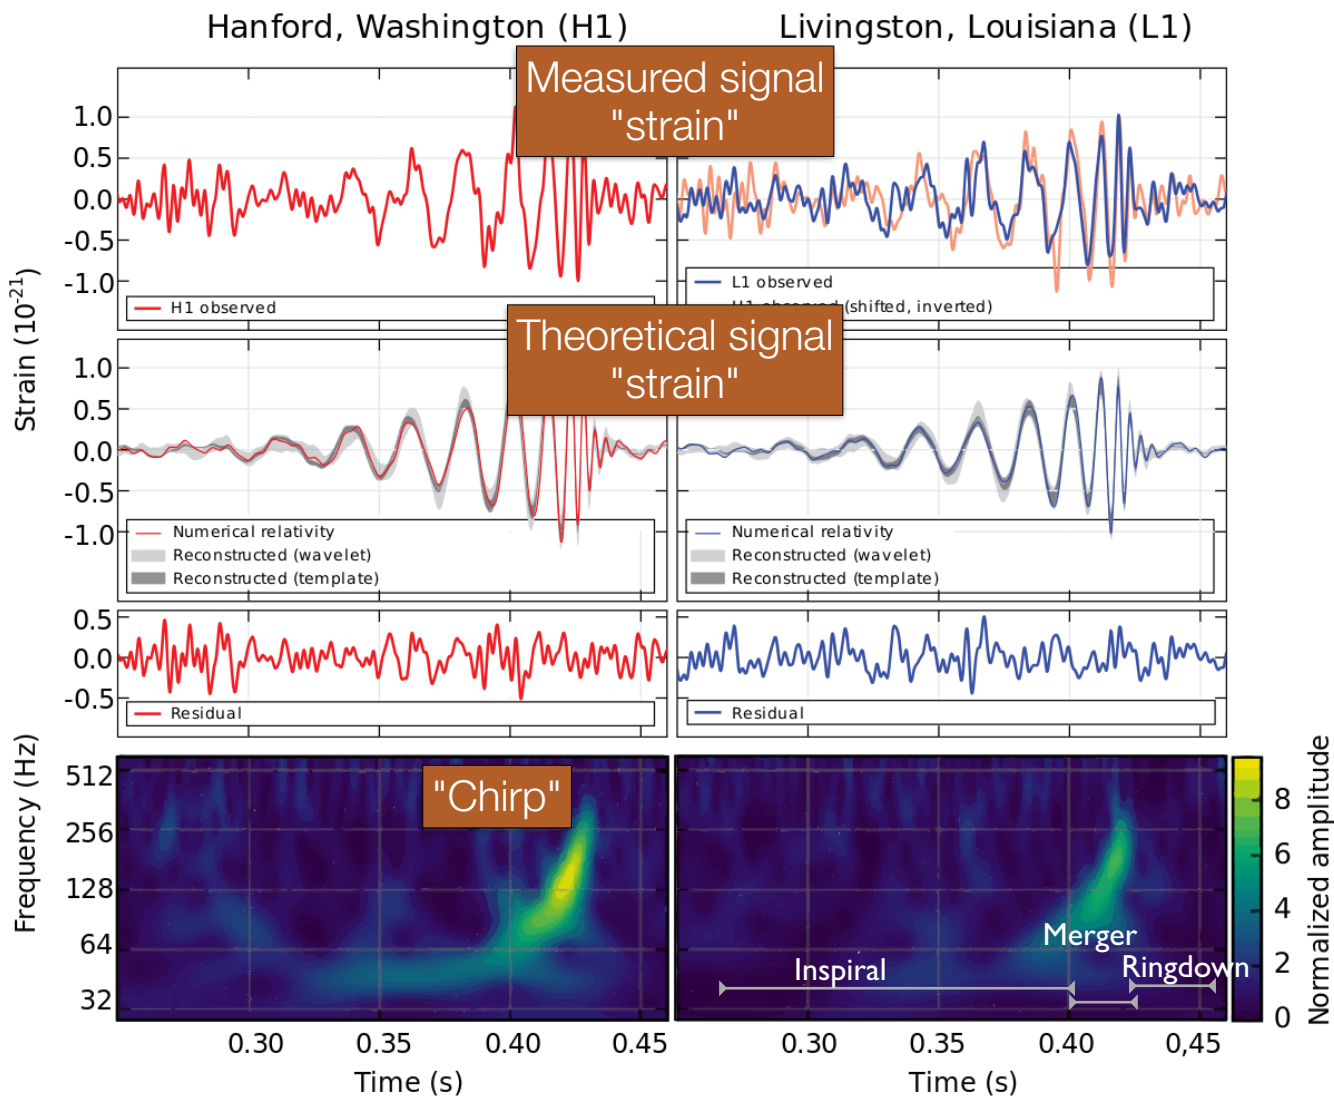 Hanford, Washington (H1)
Livingston, Louisiana (L1)
Measured signal
"strain"
1.0
0.5
0.0
-0.5
-1.0
H1 observed
L1 observed
H1 observed (shifted, inverted)
Strain (10-21)
Theoretical signal
"strain"
1.0
0.5
0.0
-0.5
-1.0
Numerical relativity
Reconstructed (wavelet)
Reconstructed (template)
Numerical relativity
Reconstructed (wavelet)
Reconstructed (template)
0.5
0.0
-0.5
Residual
Residual
Frequency (Hz)
512
256
128
64
32
"Chirp"
Merger
Inspiral
Ringdown
8
6
4
2
0
Normalized amplitude
0.30
0.35
0.40
0.45
0.30
0.35
0.40
0,45
Time (s)
Time (s)